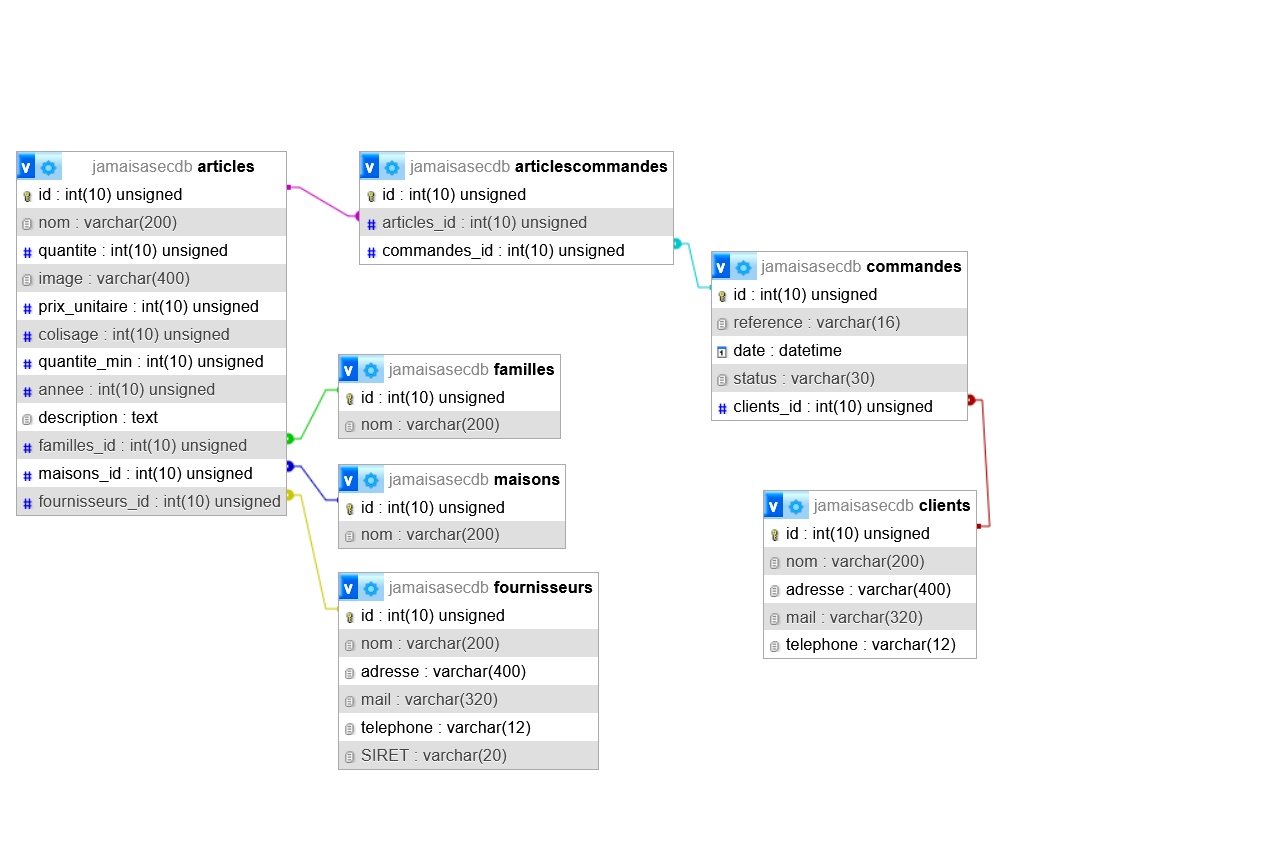 v jamaisasecdb articles
id : int(10) unsigned
nom : varchar(200)
# quantite : int(10) unsigned
image : varchar(400)
# prix_unitaire : int(10) unsigned
# colisage : int(10) unsigned
# quantite_min : int(10) unsigned
# annee : int(10) unsigned
description : text
# familles_id : int(10) unsigned
# maisons_id : int(10) unsigned
# fournisseurs_id : int(10) unsigned
v jamaisasecdb articlescommandes
id : int(10) unsigned
# articles_id : int(10) unsigned
# commandes_id : int(10) unsigned
v jamaisasecdb commandes
id : int(10) unsigned
reference : varchar(16)
date : datetime
status : varchar(30)
# clients_id : int(10) unsigned
v jamaisasecdb familles
id : int(10) unsigned
nom : varchar(200)
v jamaisasecdb maisons
id : int(10) unsigned
nom : varchar(200)
v jamaisasecdb fournisseurs
id : int(10) unsigned
nom : varchar(200)
adresse : varchar(400)
mail : varchar(320)
telephone : varchar(12)
SIRET : varchar(20)
v jamaisasecdb clients
id : int(10) unsigned
nom : varchar(200)
adresse : varchar(400)
mail : varchar(320)
telephone : varchar(12)